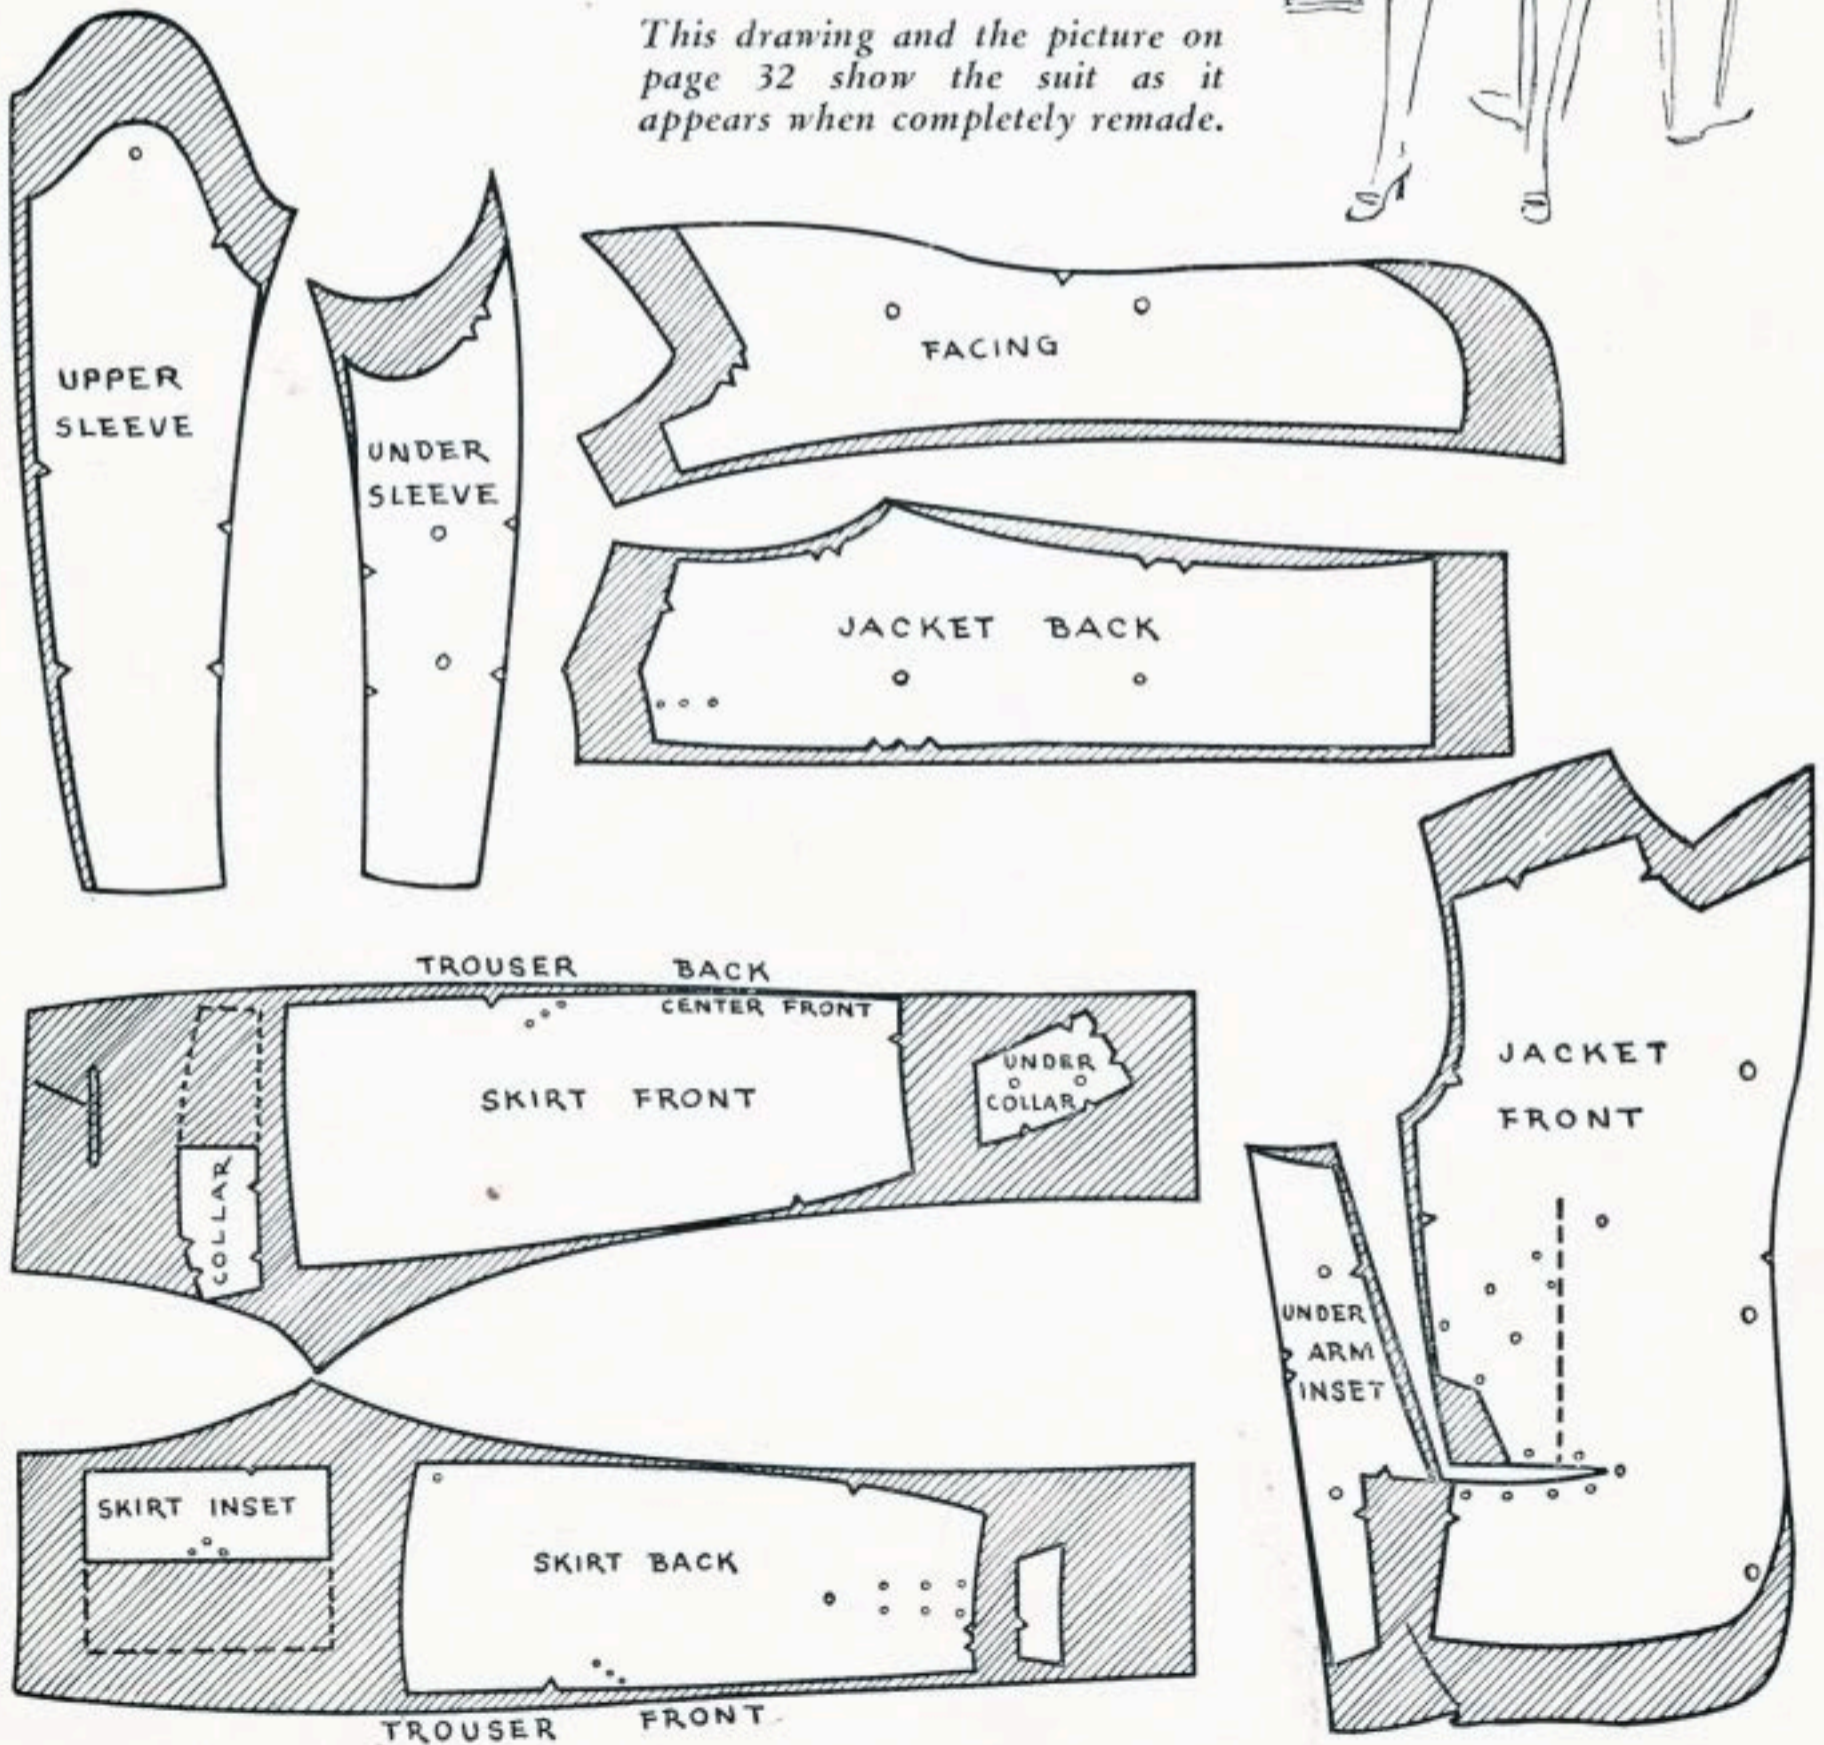 This drawing and the picture on
page 32 show the suit as it
appears when completely remade.
UPPER
SLEEVE
UNDER
SLEEVE
FACING
JACKET BACK
JACKET
FRONT
UNDER
ARM
INSET
TROUSER BACK
CENTER FRONT
SKIRT FRONT
COLLAR
UNDER
COLLAR
SKIRT INSET
SKIRT BACK
TROUSER FRONT